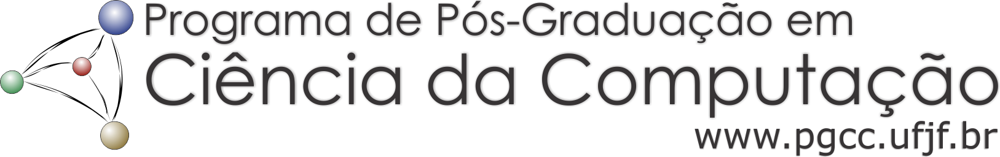 Programa de Pós-Graduação em
Ciência da Computação
www.pgcc.ufjf.br